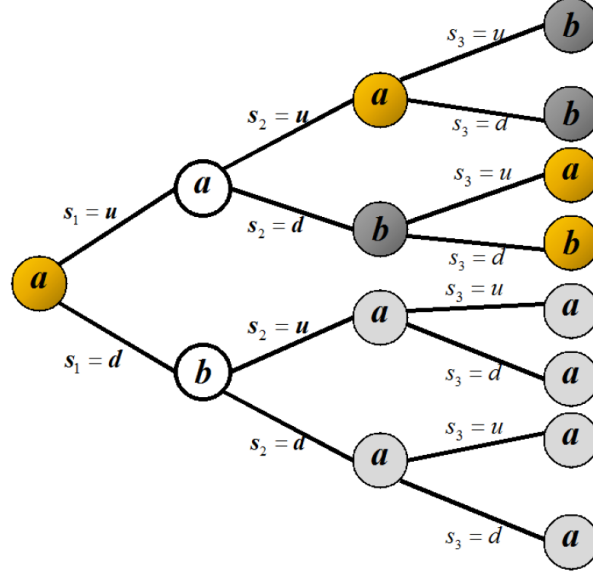 b
s₃ = u
a
s₂ = u
s₃ = d
b
a
s₃ = u
a
s₁ = u
s₂ = d
b
b
s₃ = d
a
s₃ = u
a
s₂ = u
a
s₁ = d
b
s₃ = d
a
s₃ = u
a
s₂ = d
a
s₃ = d
a